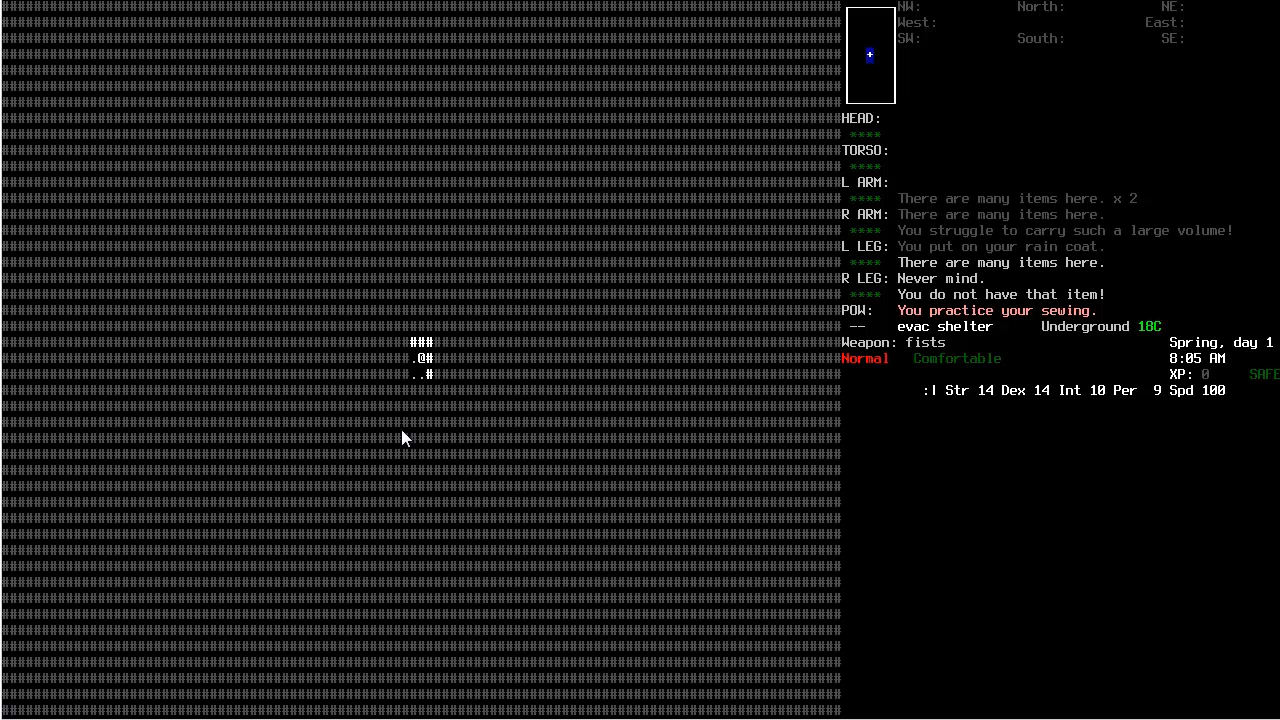 NW: North: NE:
West: East:
SW: South: SE:
+
HEAD:
****
TORSO:
****
L ARM:
**** There are many items here. x 2
R ARM: There are many items here.
**** You struggle to carry such a large volume!
L LEG: You put on your rain coat.
**** There are many items here.
R LEG: Never mind.
**** You do not have that item!
POW: You practice your sewing.
-- evac shelter Underground 18C
Weapon: fists Spring, day 1
Normal Comfortable 8:05 AM
XP: 0 SAFE
:| Str 14 Dex 14 Int 10 Per 9 Spd 100
###
.@#
..#